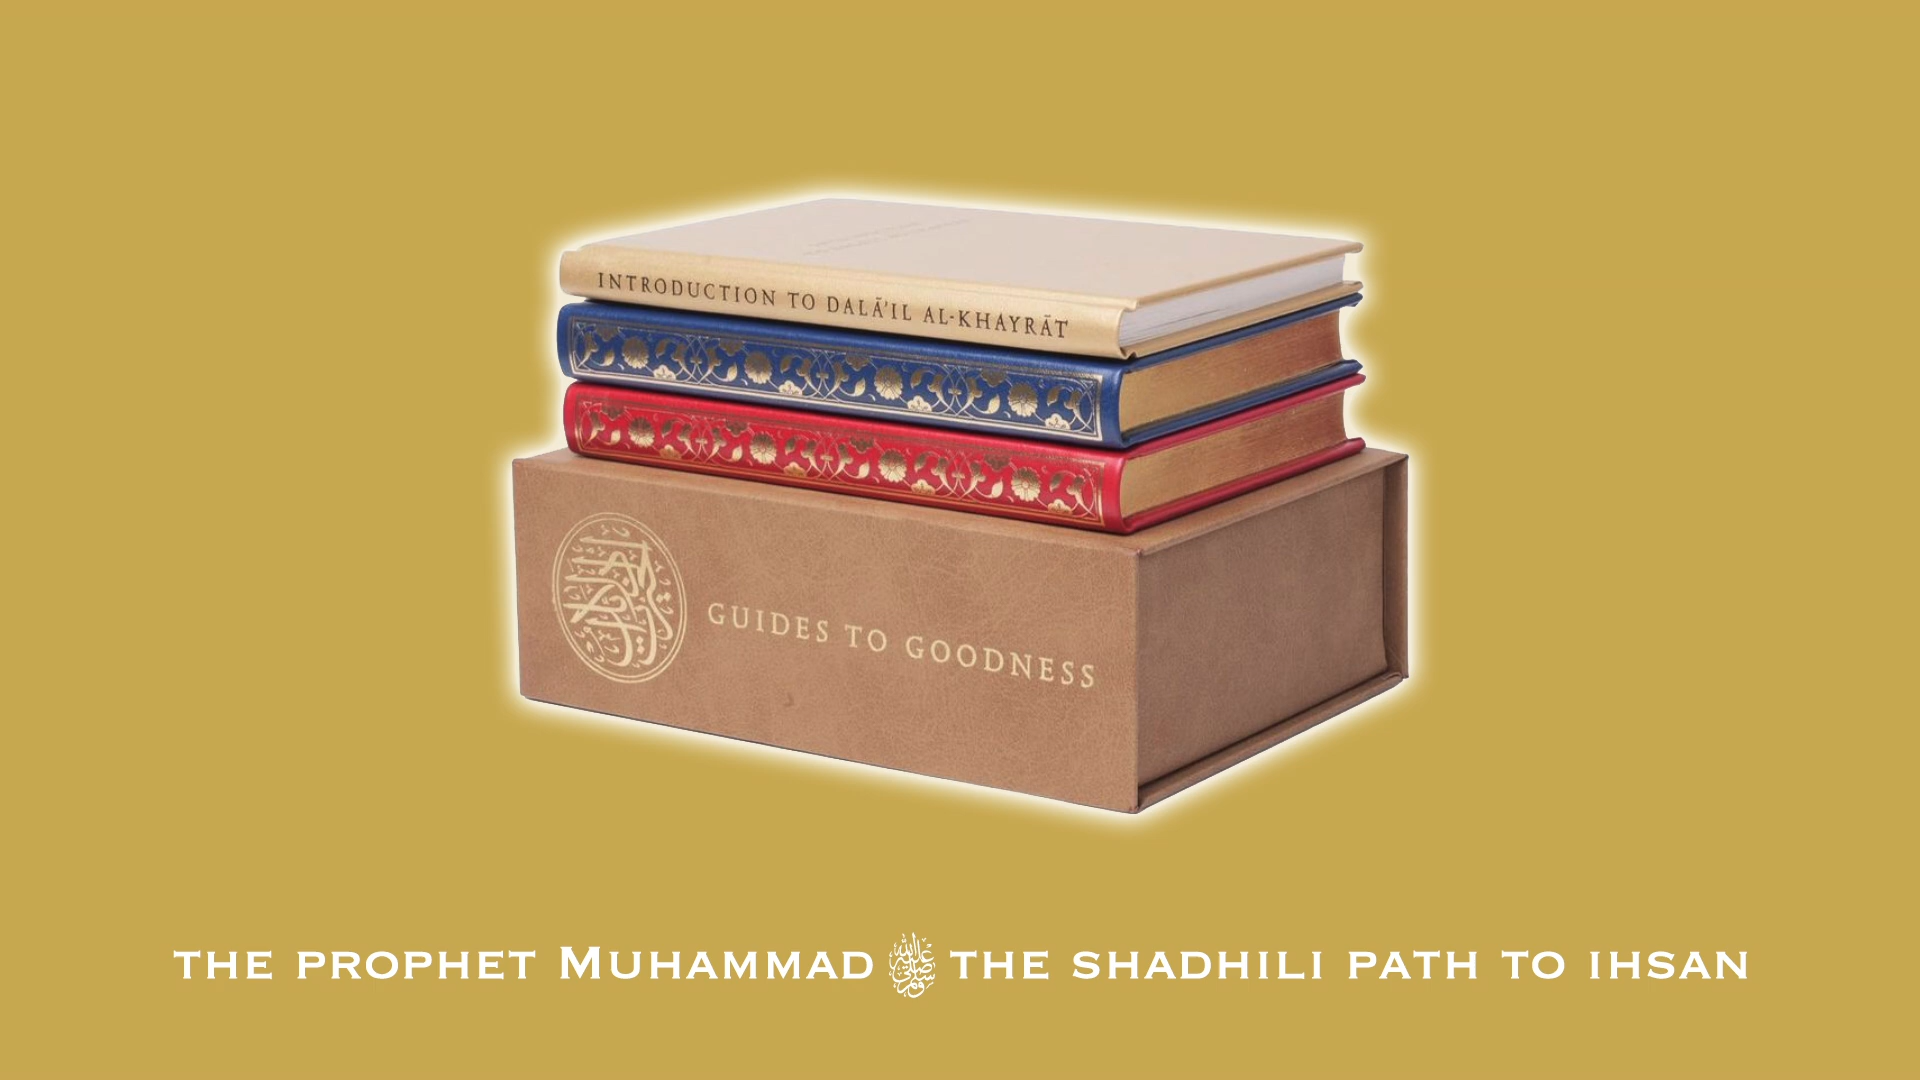 INTRODUCTION TO DALĀ'IL AL-KHAYRĀT
GUIDES TO GOODNESS
THE PROPHET MUHAMMAD ﷺ THE SHADHILI PATH TO IHSAN